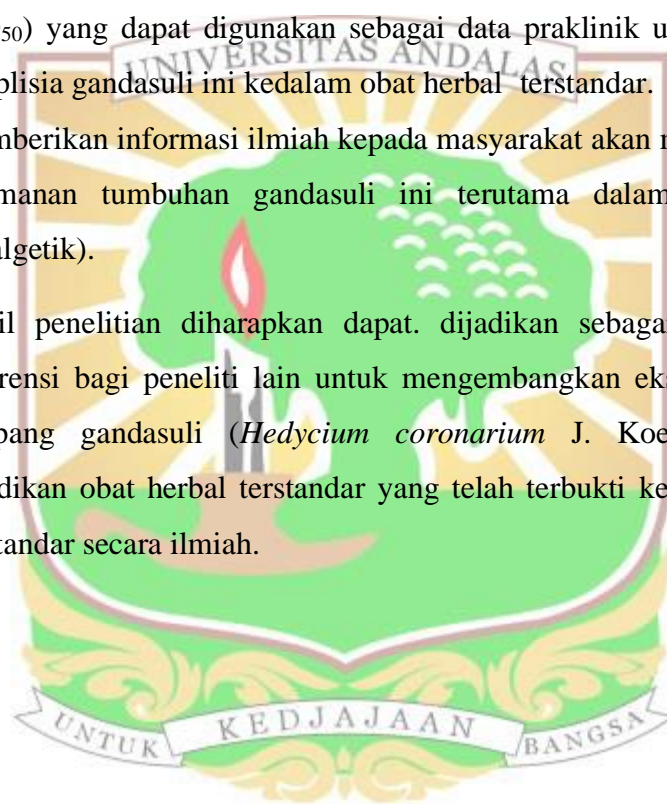 ₅₀) yang dapat digunakan sebagai data praklinik u
UNIVERSITAS ANDALAS
plisia gandasuli ini kedalam obat herbal terstandar.
mberikan informasi ilmiah kepada masyarakat akan
manan tumbuhan gandasuli ini terutama dalam
algetik).
il penelitian diharapkan dapat. dijadikan sebagai
rensi bagi peneliti lain untuk mengembangkan eks
pang gandasuli (Hedycium coronarium J. Koe
dikan obat herbal terstandar yang telah terbukti ke
tandar secara ilmiah.
UNTUK KEDJAJAAN BANGSA